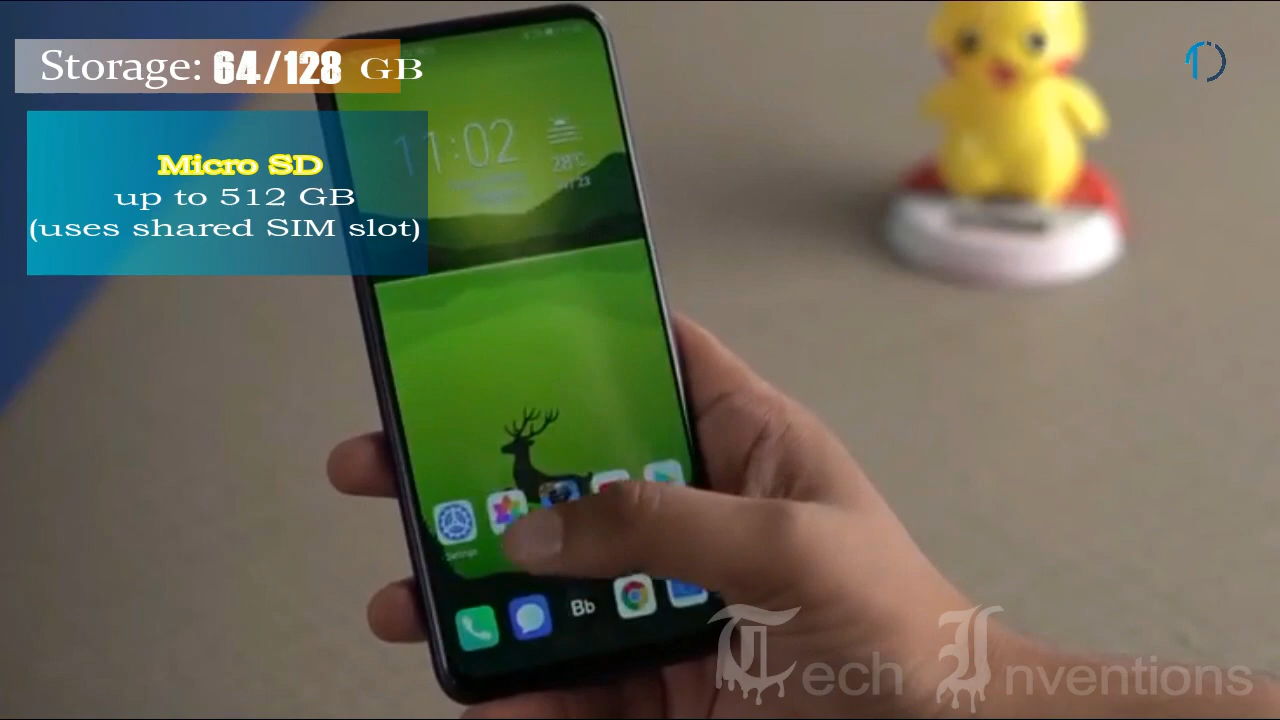 Storage: 64/128 GB
Micro SD
up to 512 GB
(uses shared SIM slot)
11:02
28°C
Settings
Bb
Tech Inventions